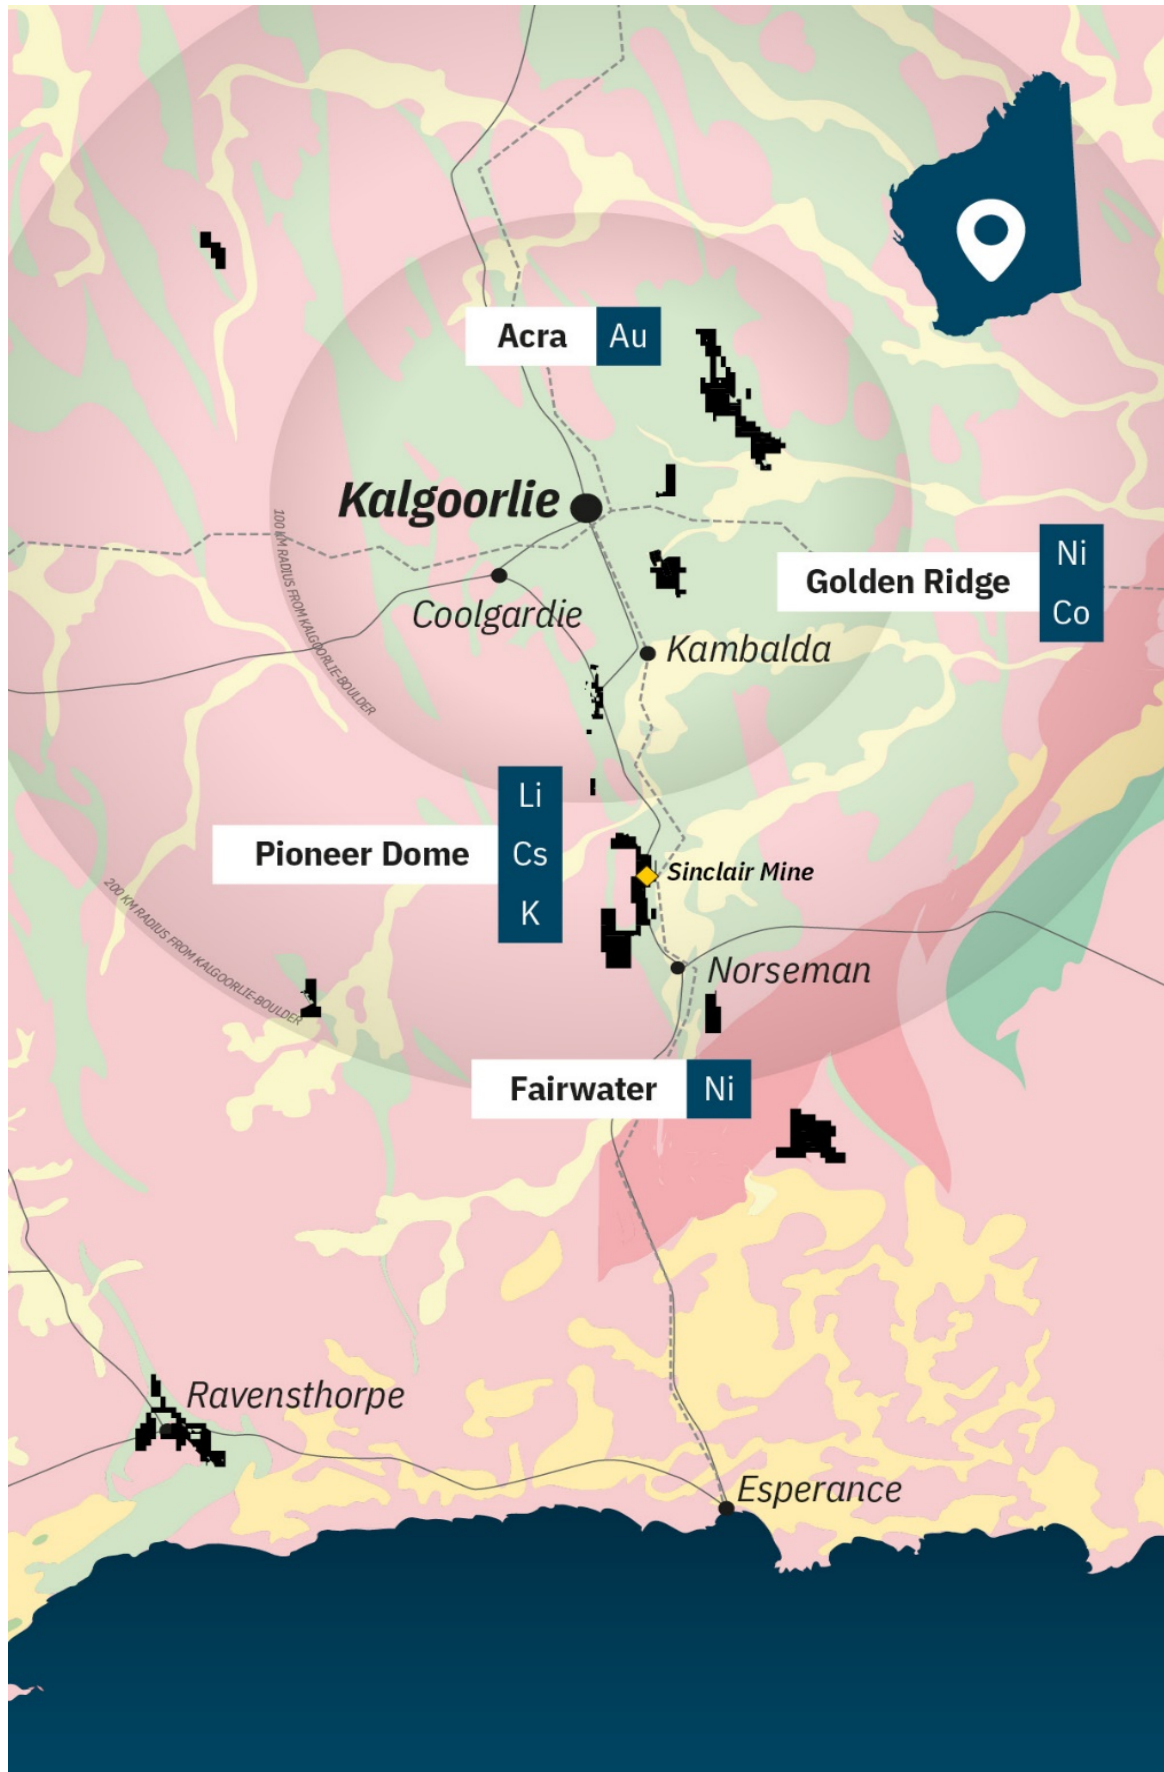 Acra
Au
Kalgoorlie
Coolgardie
100 KM RADIUS FROM KALGOORLIE-BOULDER
Golden Ridge
Ni
Co
Kambalda
Pioneer Dome
Li
Cs
K
Sinclair Mine
200 KM RADIUS FROM KALGOORLIE-BOULDER
Norseman
Fairwater
Ni
Ravensthorpe
Esperance